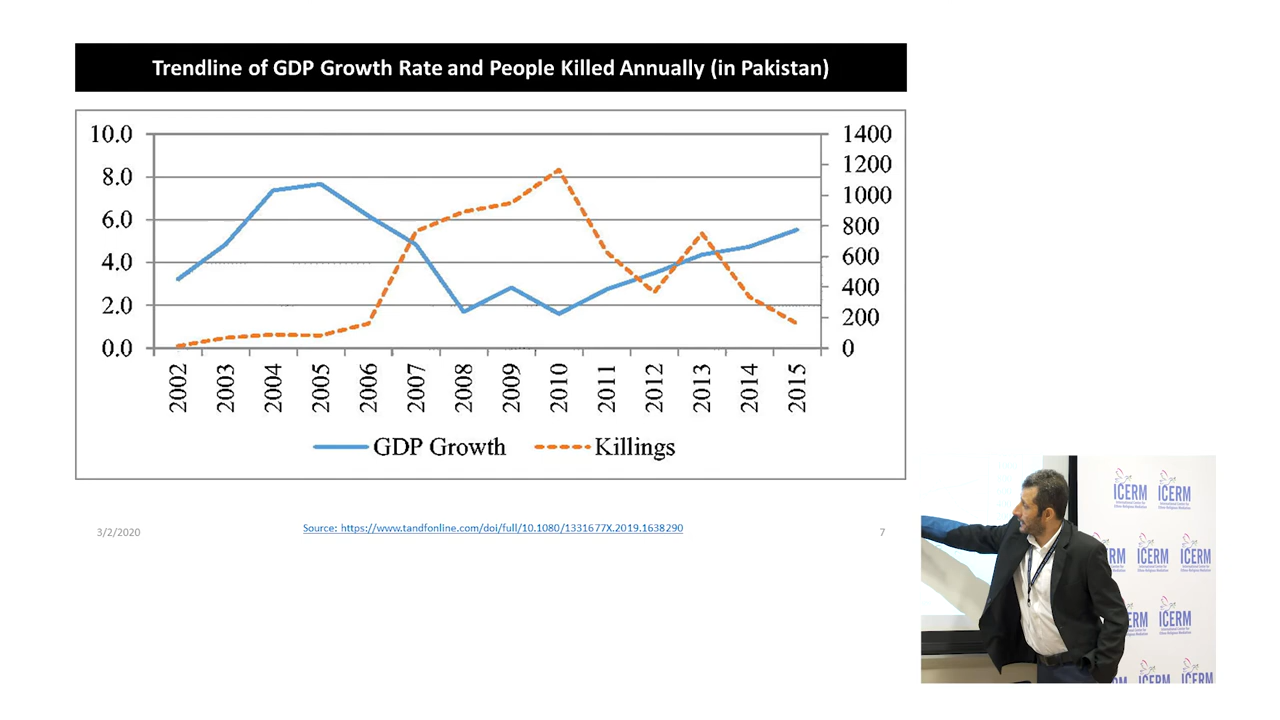 Trendline of GDP Growth Rate and People Killed Annually (in Pakistan)
10.0
8.0
6.0
4.0
2.0
0.0
1400
1200
1000
800
600
400
200
0
2002
2003
2004
2005
2006
2007
2008
2009
2010
2011
2012
2013
2014
2015
GDP Growth
Killings
3/2/2020
Source: https://www.tandfonline.com/doi/full/10.1080/1331677X.2019.1638290
7
ICERM
ICERM
RM
ICERM
ICERM
ERM
ICERM
ICERM
ICERM